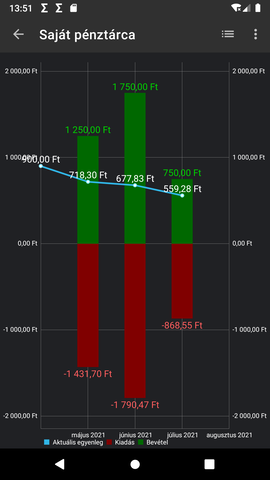 13:51
Saját pénztárca
2 000,00 Ft
2 000,00 Ft
1 750,00 Ft
1 250,00 Ft
1 000,00 Ft
1 000,00 Ft
900,00 Ft
718,30 Ft
677,83 Ft
750,00 Ft
559,28 Ft
0,00 Ft
0,00 Ft
-1 000,00 Ft
-1 000,00 Ft
-868,55 Ft
-1 431,70 Ft
-1 790,47 Ft
-2 000,00 Ft
-2 000,00 Ft
május 2021 június 2021 július 2021 augusztus 2021
Aktuális egyenleg Kiadás Bevétel